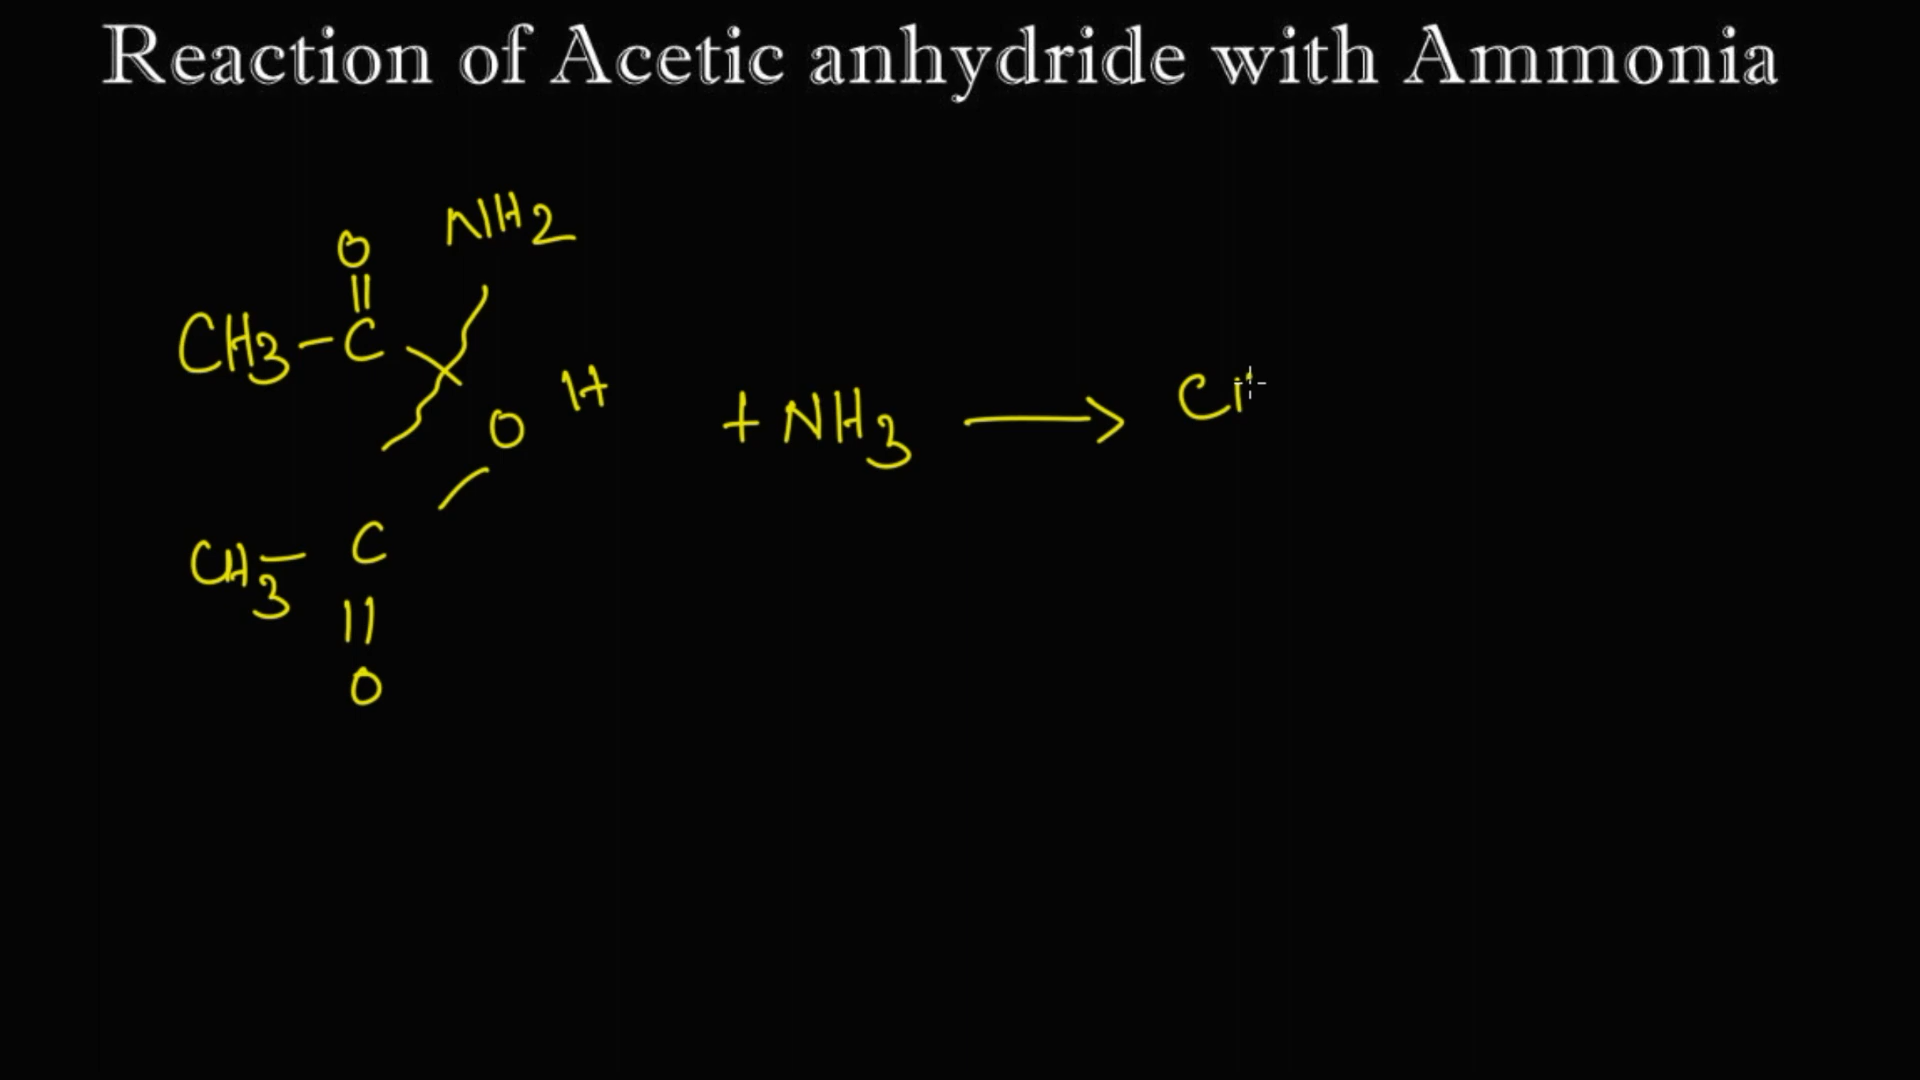 Reaction of Acetic anhydride with Ammonia
NH2
O
||
CH3-C
O H
+ NH3 → C
CH3- C
||
O